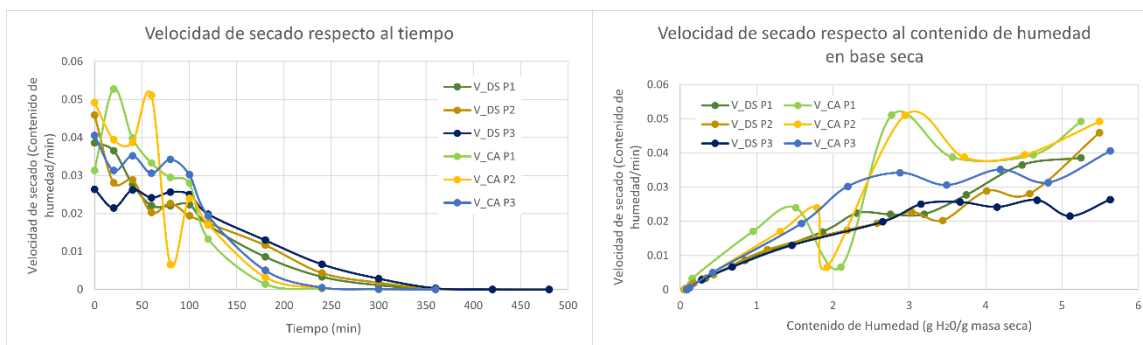 Velocidad de secado respecto al tiempo
Velocidad de secado (Contenido de
humedad/min)
0.06
0.05
0.04
0.03
0.02
0.01
0
0
50
100
150
200
250
300
350
400
450
500
Tiempo (min)
V_DS P1
V_DS P2
V_DS P3
V_CA P1
V_CA P2
V_CA P3
Velocidad de secado respecto al contenido de humedad
en base seca
Velocidad de secado (Contenido de
humedad/min)
0.06
0.05
0.04
0.03
0.02
0.01
0
0
1
2
3
4
5
6
Contenido de Humedad (g H20/g masa seca)
V_DS P1
V_CA P1
V_DS P2
V_CA P2
V_DS P3
V_CA P3